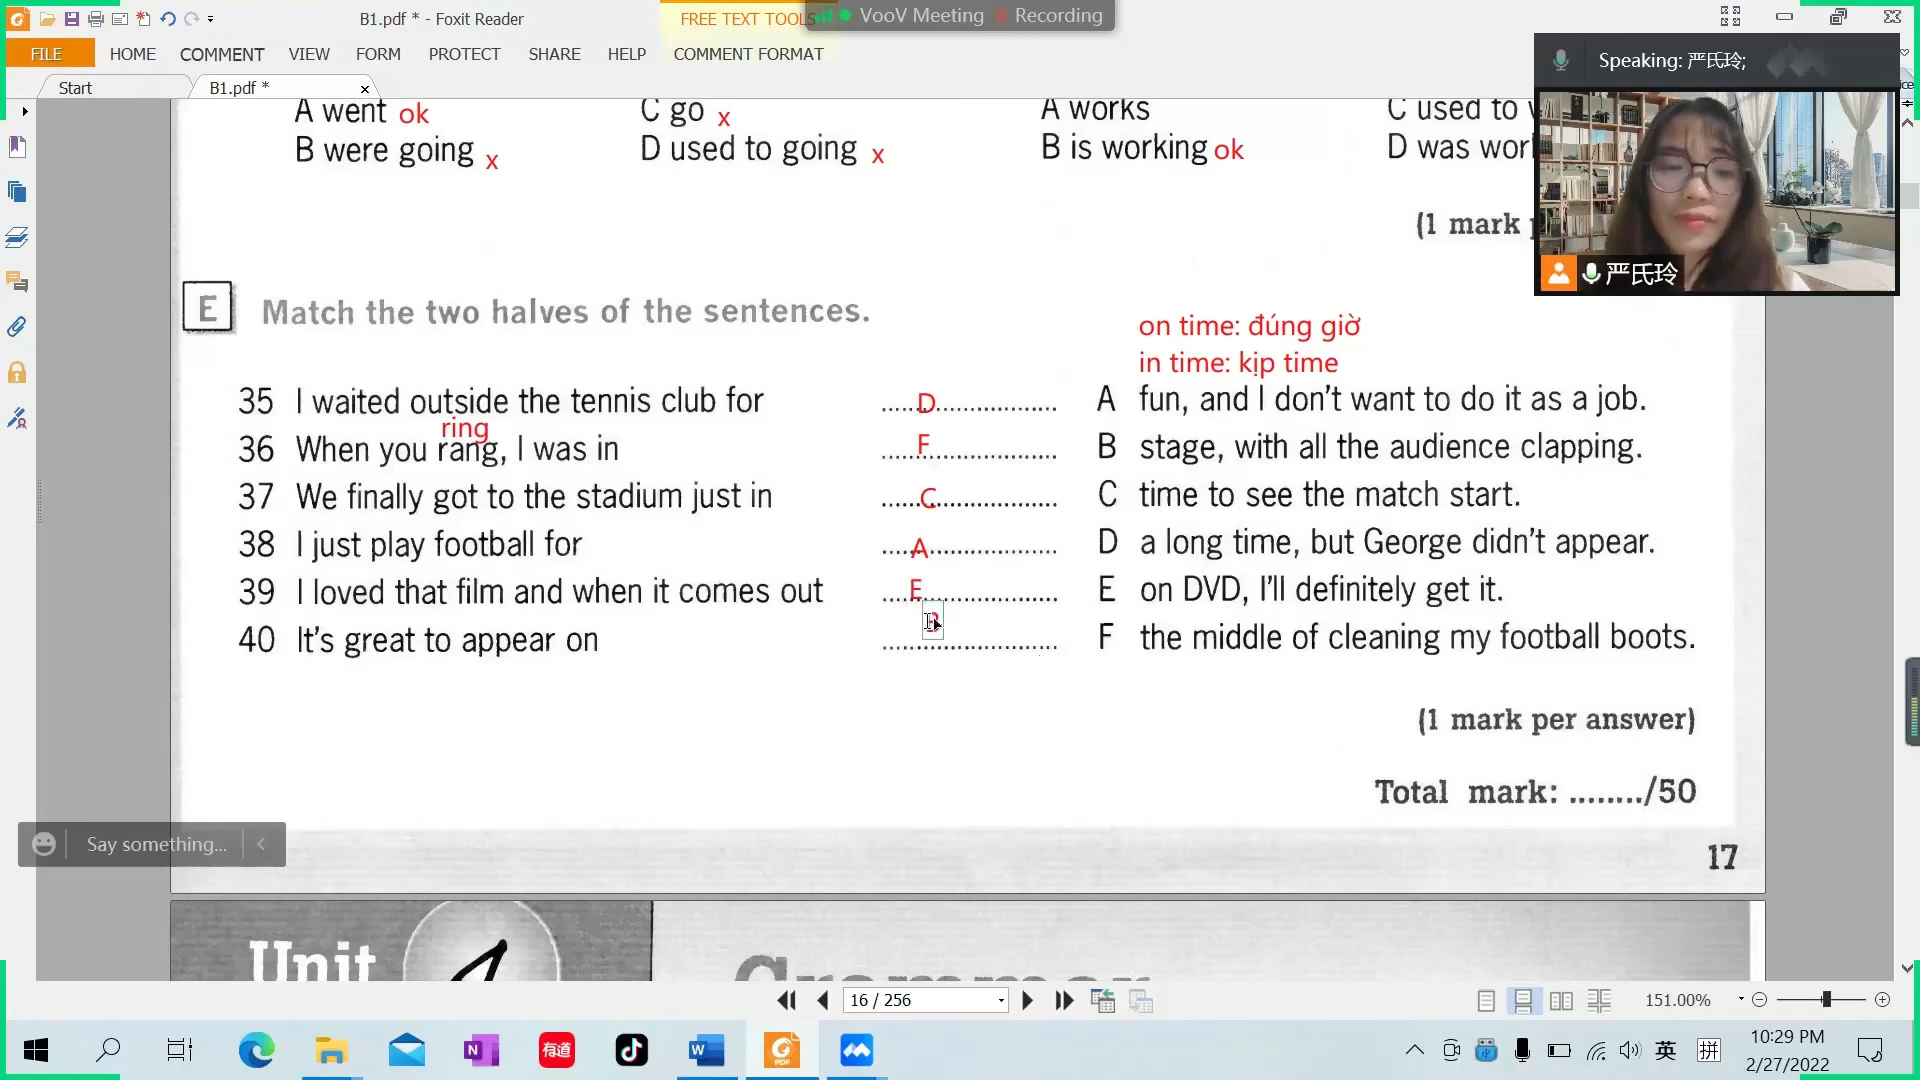 B1.pdf * - Foxit Reader
FREE TEXT TOOLS
VooV Meeting
Recording
FILE
HOME
COMMENT
VIEW
FORM
PROTECT
SHARE
HELP
COMMENT FORMAT
Speaking: 严氏玲;
Start
B1.pdf *
A went ok
C go x
A works
C used to
B were going x
D used to going x
B is working ok
D was
(1 mark
严氏玲
E Match the two halves of the sentences.
on time: đúng giờ
in time: kịp time
35 I waited outside the tennis club for ......D...................
A fun, and I don't want to do it as a job.
ring
36 When you rang, I was in ......F...................
B stage, with all the audience clapping.
37 We finally got to the stadium just in ......C...................
C time to see the match start.
38 I just play football for ......A...................
D a long time, but George didn't appear.
39 I loved that film and when it comes out ......E...................
E on DVD, I'll definitely get it.
40 It's great to appear on ............................
F the middle of cleaning my football boots.
(1 mark per answer)
Total mark: ......../50
Say something...
17
Unit 4
Grammar
16 / 256
151.00%
有道
PDF
英
拼
10:29 PM
2/27/2022